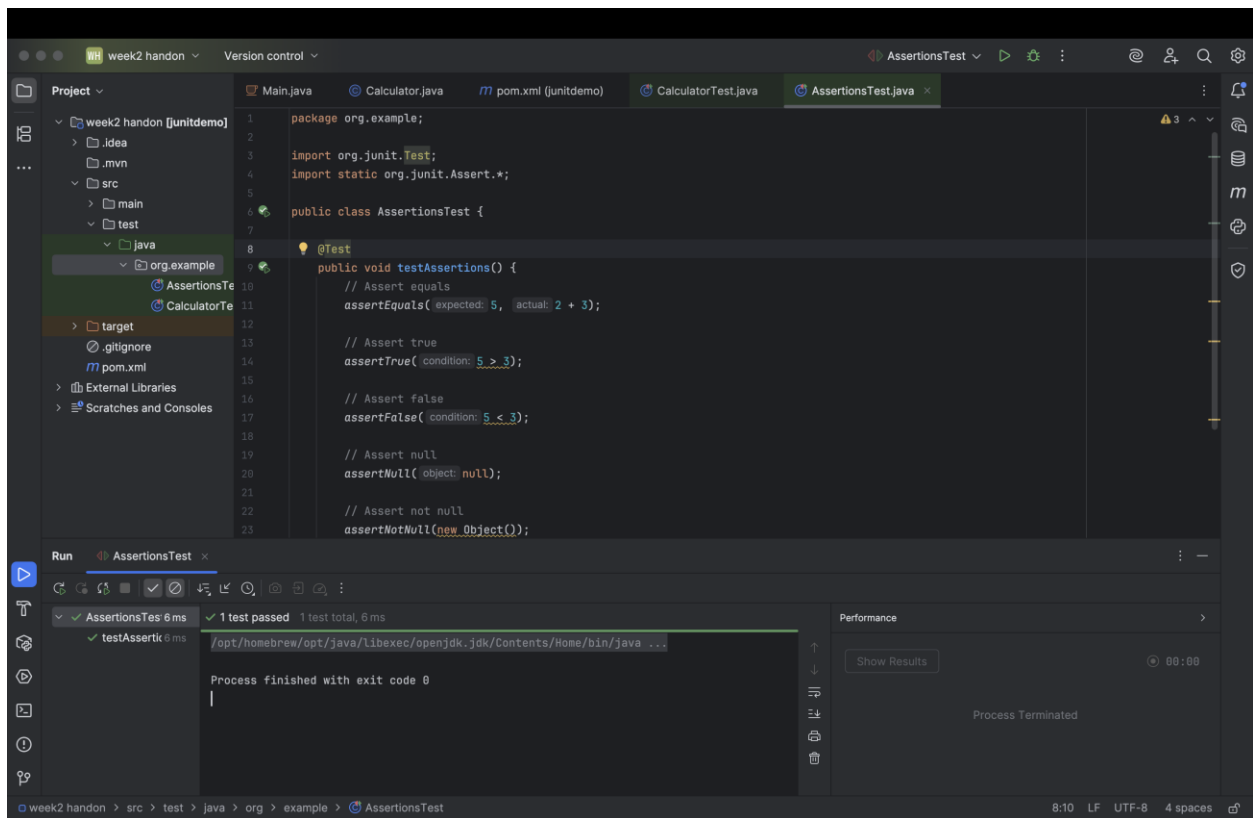 WH week2 handon Version control AssertionsTest
Project
Main.java Calculator.java pom.xml (junitdemo) CalculatorTest.java AssertionsTest.java
week2 handon [junitdemo]
.idea
.mvn
src
main
test
java
org.example
AssertionsTe
CalculatorTe
target
.gitignore
pom.xml
External Libraries
Scratches and Consoles
3
1 package org.example;
2
3 import org.junit.Test;
4 import static org.junit.Assert.*;
5
6 public class AssertionsTest {
7
8 @Test
9 public void testAssertions() {
10 // Assert equals
11 assertEquals( expected: 5, actual: 2 + 3);
12
13 // Assert true
14 assertTrue( condition: 5 > 3);
15
16 // Assert false
17 assertFalse( condition: 5 < 3);
18
19 // Assert null
20 assertNull( object: null);
21
22 // Assert not null
23 assertNotNull(new Object());
Run AssertionsTest
AssertionsTes 6 ms
testAssertic 6 ms
1 test passed 1 test total, 6 ms
/opt/homebrew/opt/java/libexec/openjdk.jdk/Contents/Home/bin/java ...
Process finished with exit code 0
Performance
Show Results 00:00
Process Terminated
week2 handon > src > test > java > org > example > AssertionsTest 8:10 LF UTF-8 4 spaces